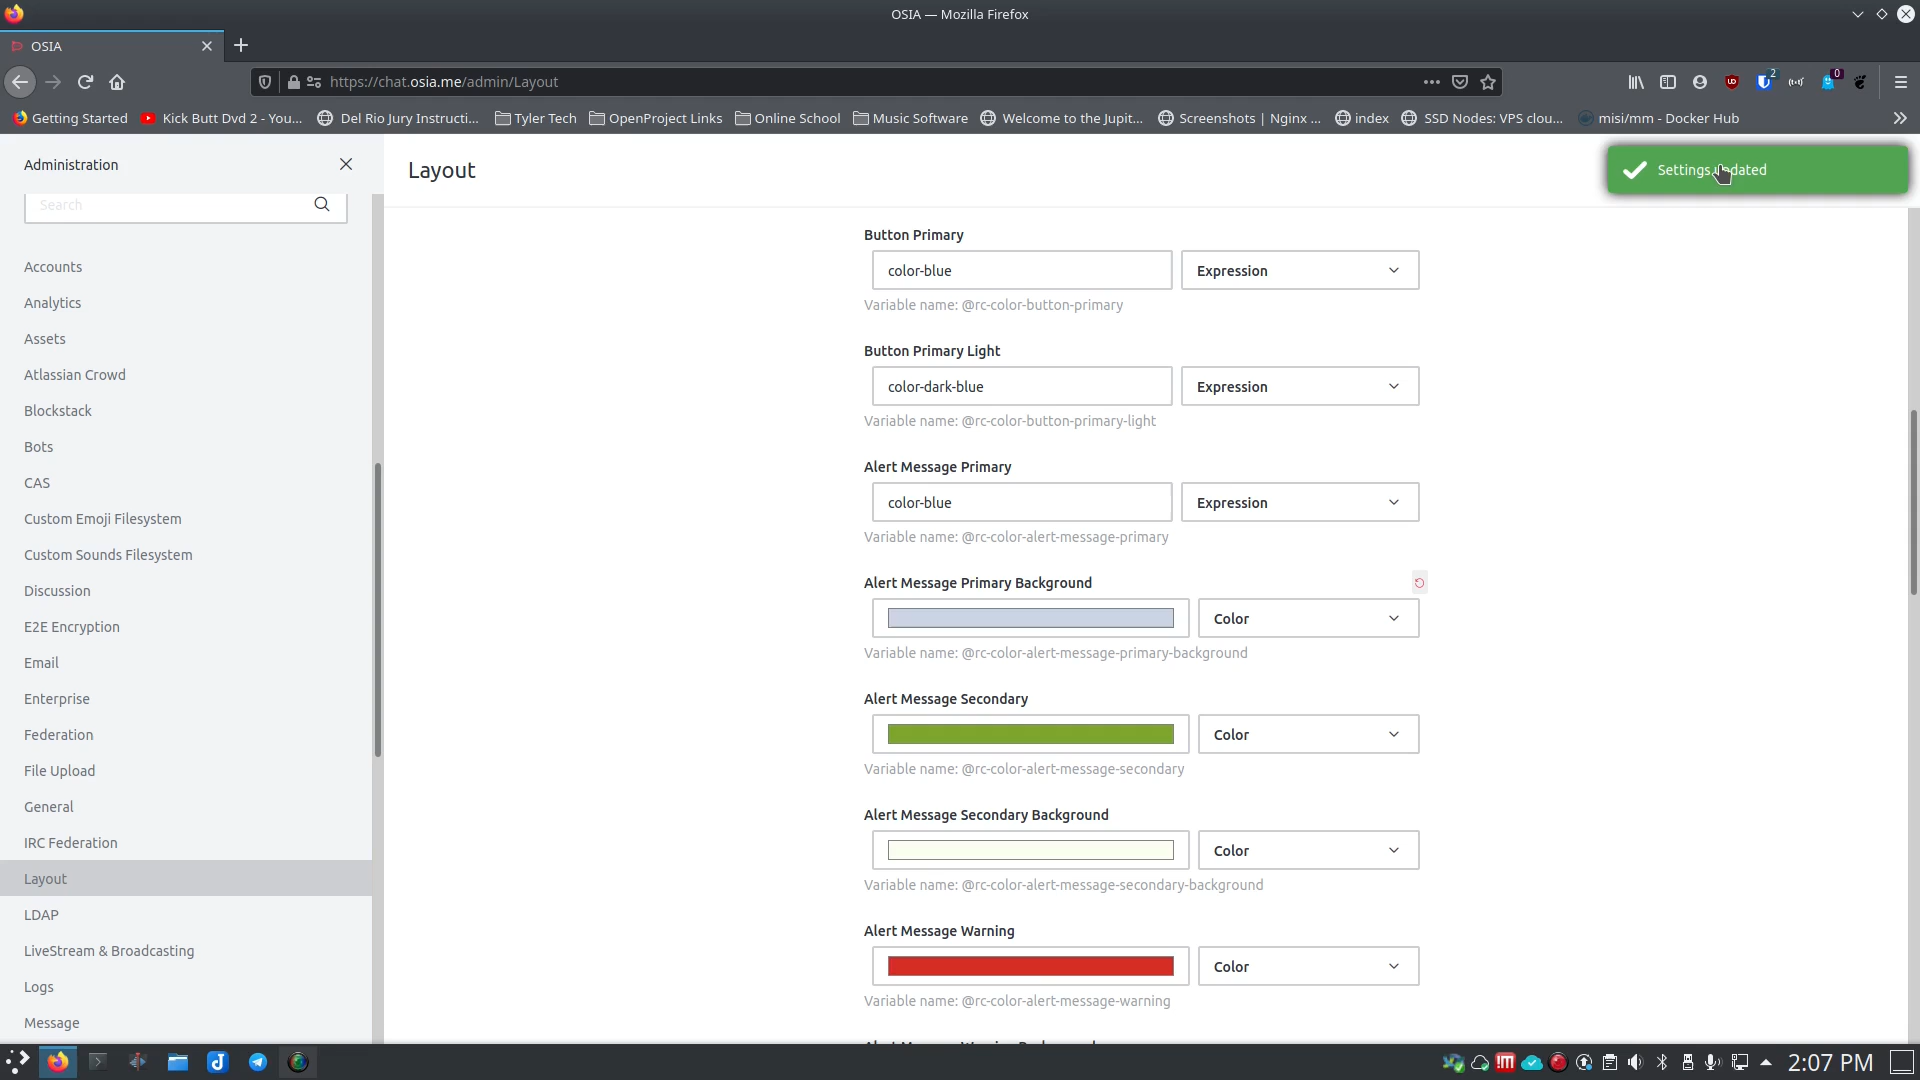 OSIA — Mozilla Firefox
OSIA
https://chat.osia.me/admin/Layout
2
0
Getting Started
Kick Butt Dvd 2 - You...
Del Rio Jury Instructi...
Tyler Tech
OpenProject Links
Online School
Music Software
Welcome to the Jupit...
Screenshots | Nginx ...
index
SSD Nodes: VPS clou...
misi/mm - Docker Hub
Administration
Search
Accounts
Analytics
Assets
Atlassian Crowd
Blockstack
Bots
CAS
Custom Emoji Filesystem
Custom Sounds Filesystem
Discussion
E2E Encryption
Email
Enterprise
Federation
File Upload
General
IRC Federation
Layout
LDAP
LiveStream & Broadcasting
Logs
Message
Layout
Settings updated
Button Primary
color-blue
Expression
Variable name: @rc-color-button-primary
Button Primary Light
color-dark-blue
Expression
Variable name: @rc-color-button-primary-light
Alert Message Primary
color-blue
Expression
Variable name: @rc-color-alert-message-primary
Alert Message Primary Background
Color
Variable name: @rc-color-alert-message-primary-background
Alert Message Secondary
Color
Variable name: @rc-color-alert-message-secondary
Alert Message Secondary Background
Color
Variable name: @rc-color-alert-message-secondary-background
Alert Message Warning
Color
Variable name: @rc-color-alert-message-warning
2:07 PM